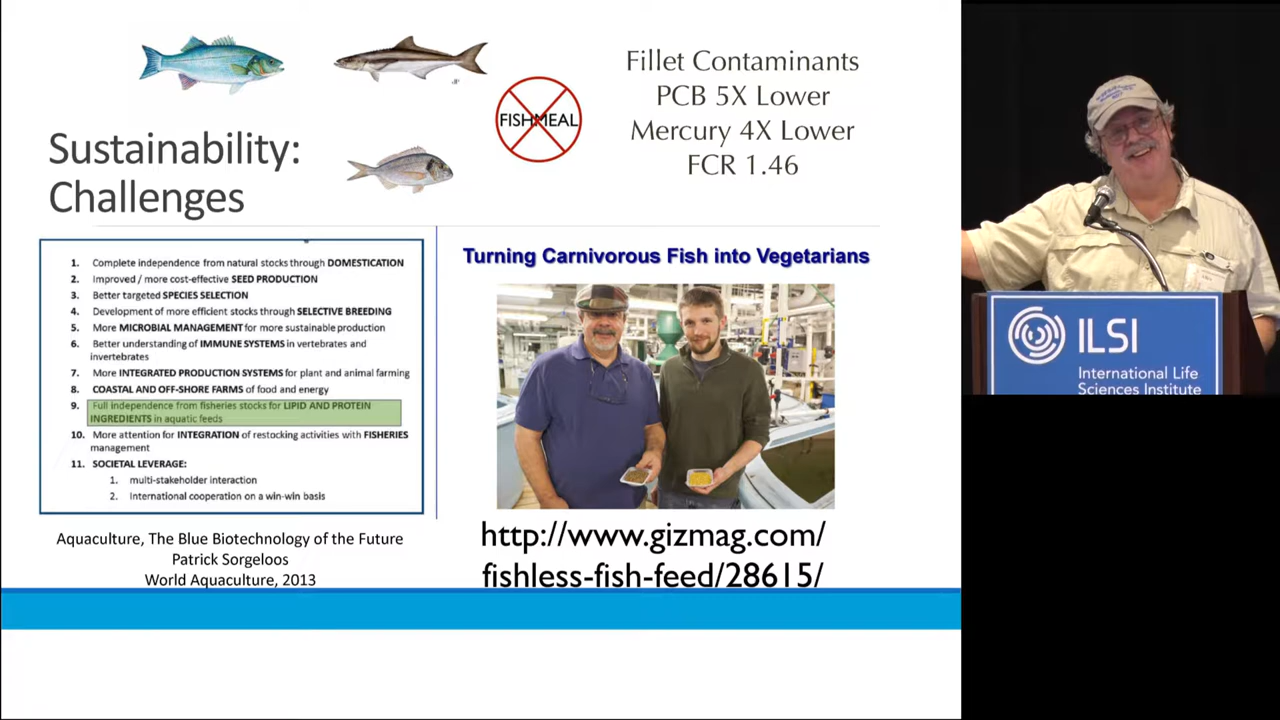 Fillet Contaminants
PCB 5X Lower
Mercury 4X Lower
FCR 1.46
FISHMEAL
Sustainability:
Challenges
1. Complete independence from natural stocks through DOMESTICATION
2. Improved / more cost-effective SEED PRODUCTION
3. Better targeted SPECIES SELECTION
4. Development of more efficient stocks through SELECTIVE BREEDING
5. More MICROBIAL MANAGEMENT for more sustainable production
6. Better understanding of IMMUNE SYSTEMS in vertebrates and
invertebrates
7. More INTEGRATED PRODUCTION SYSTEMS for plant and animal farming
8. COASTAL AND OFF-SHORE FARMS of food and energy
9. Full independence from fisheries stocks for LIPID AND PROTEIN
INGREDIENTS in aquatic feeds
10. More attention for INTEGRATION of restocking activities with FISHERIES
management
11. SOCIETAL LEVERAGE:
1. multi-stakeholder interaction
2. International cooperation on a win-win basis
Aquaculture, The Blue Biotechnology of the Future
Patrick Sorgeloos
World Aquaculture, 2013
Turning Carnivorous Fish into Vegetarians
http://www.gizmag.com/
fishless-fish-feed/28615/
ILSI
International Life
Sciences Institute